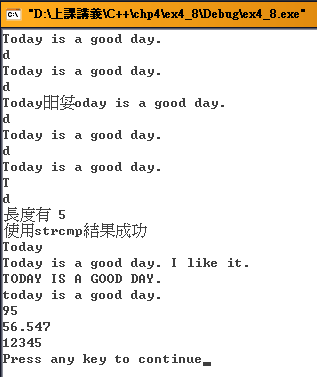 "D:\上課講義\C++\chp4\ex4_8\Debug\ex4_8.exe"
Today is a good day.
d
Today is a good day.
d
Today昍妴oday is a good day.
d
Today is a good day.
d
Today is a good day.
T
d
長度有 5
使用strcmp結果成功
Today
Today is a good day. I like it.
TODAY IS A GOOD DAY.
today is a good day.
95
56.547
12345
Press any key to continue